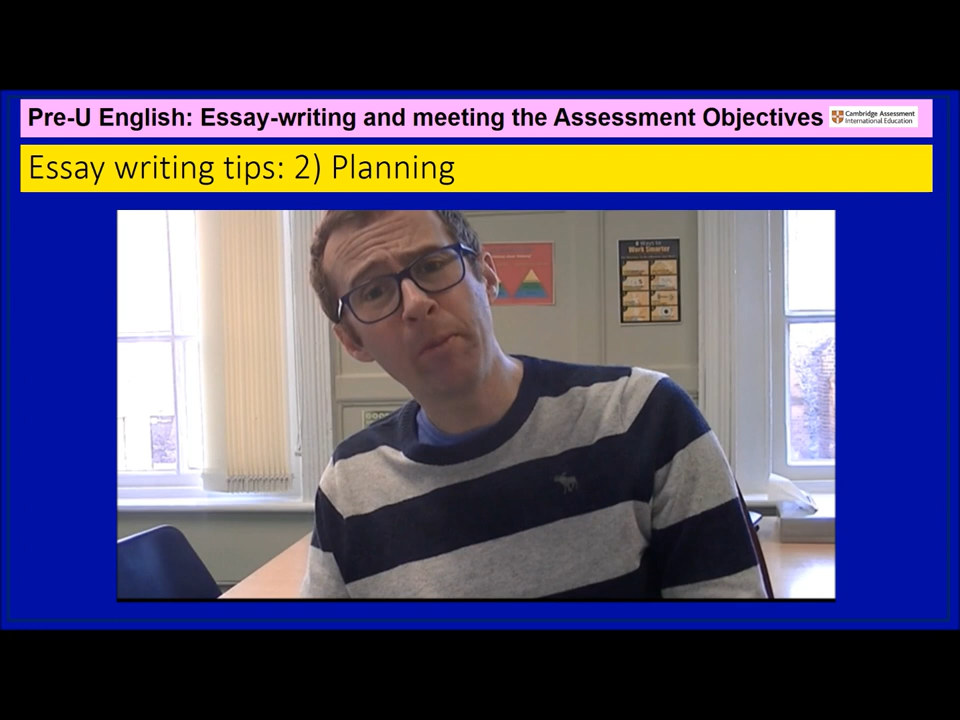 Pre-U English: Essay-writing and meeting the Assessment Objectives
Cambridge Assessment
International Education
Essay writing tips: 2) Planning
Work Smarter